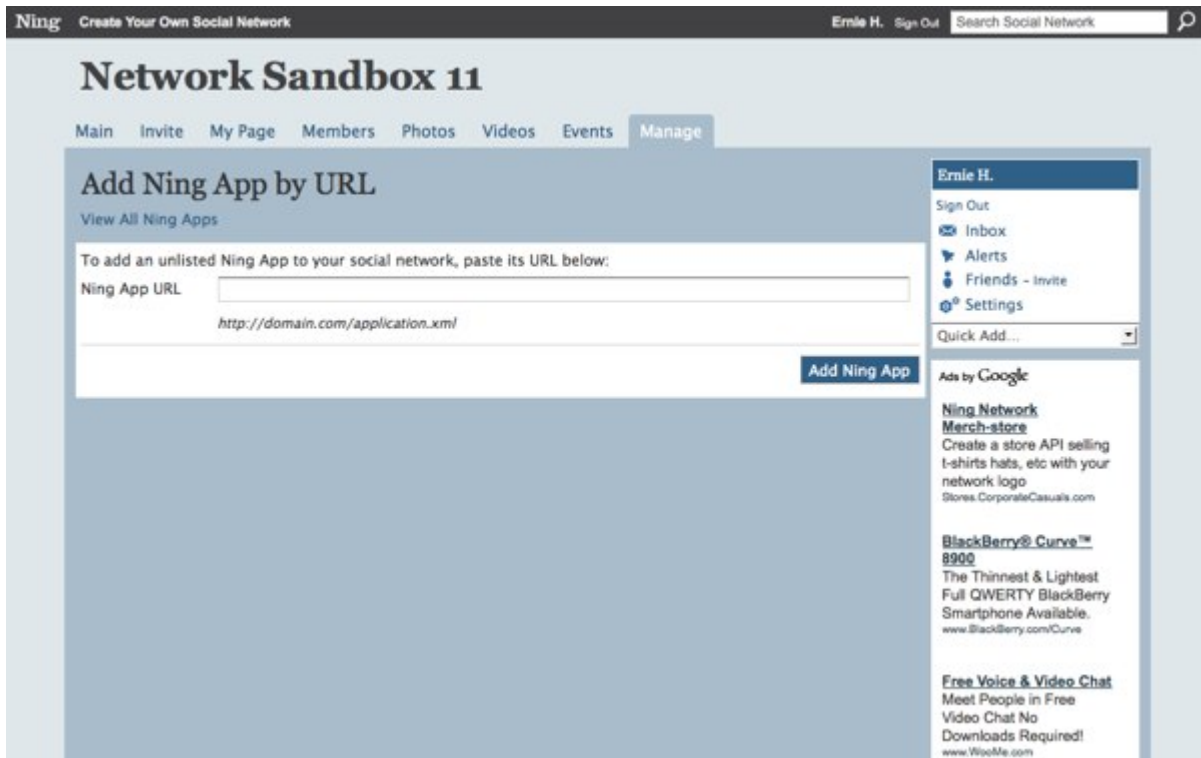 Ning Create Your Own Social Network Ernie H. Sign Out Search Social Network
Network Sandbox 11
Main Invite My Page Members Photos Videos Events Manage
Add Ning App by URL
View All Ning Apps
To add an unlisted Ning App to your social network, paste its URL below:
Ning App URL
http://domain.com/application.xml
Add Ning App
Ernie H.
Sign Out
Inbox
Alerts
Friends - Invite
Settings
Quick Add...
Ads by Google
Ning Network
Merch-store
Create a store API selling
t-shirts hats, etc with your
network logo
Stores.CorporateCasuals.com
BlackBerry® Curve™
8900
The Thinnest & Lightest
Full QWERTY BlackBerry
Smartphone Available.
www.BlackBerry.com/Curve
Free Voice & Video Chat
Meet People in Free
Video Chat No
Downloads Required!
www.WooMe.com